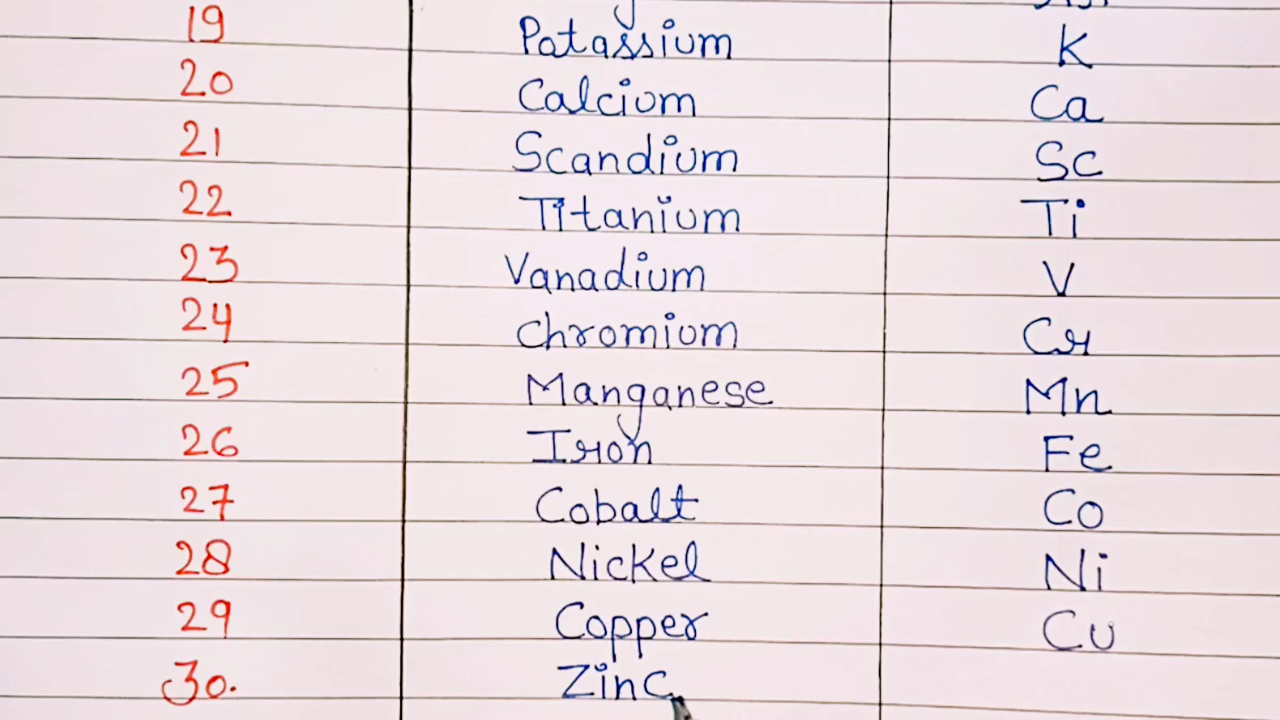 19 Potassium K
20 Calcium Ca
21 Scandium Sc
22 Titanium Ti
23 Vanadium V
24 Chromium Cr
25 Manganese Mn
26 Iron Fe
27 Cobalt Co
28 Nickel Ni
29 Copper Cu
30. Zinc